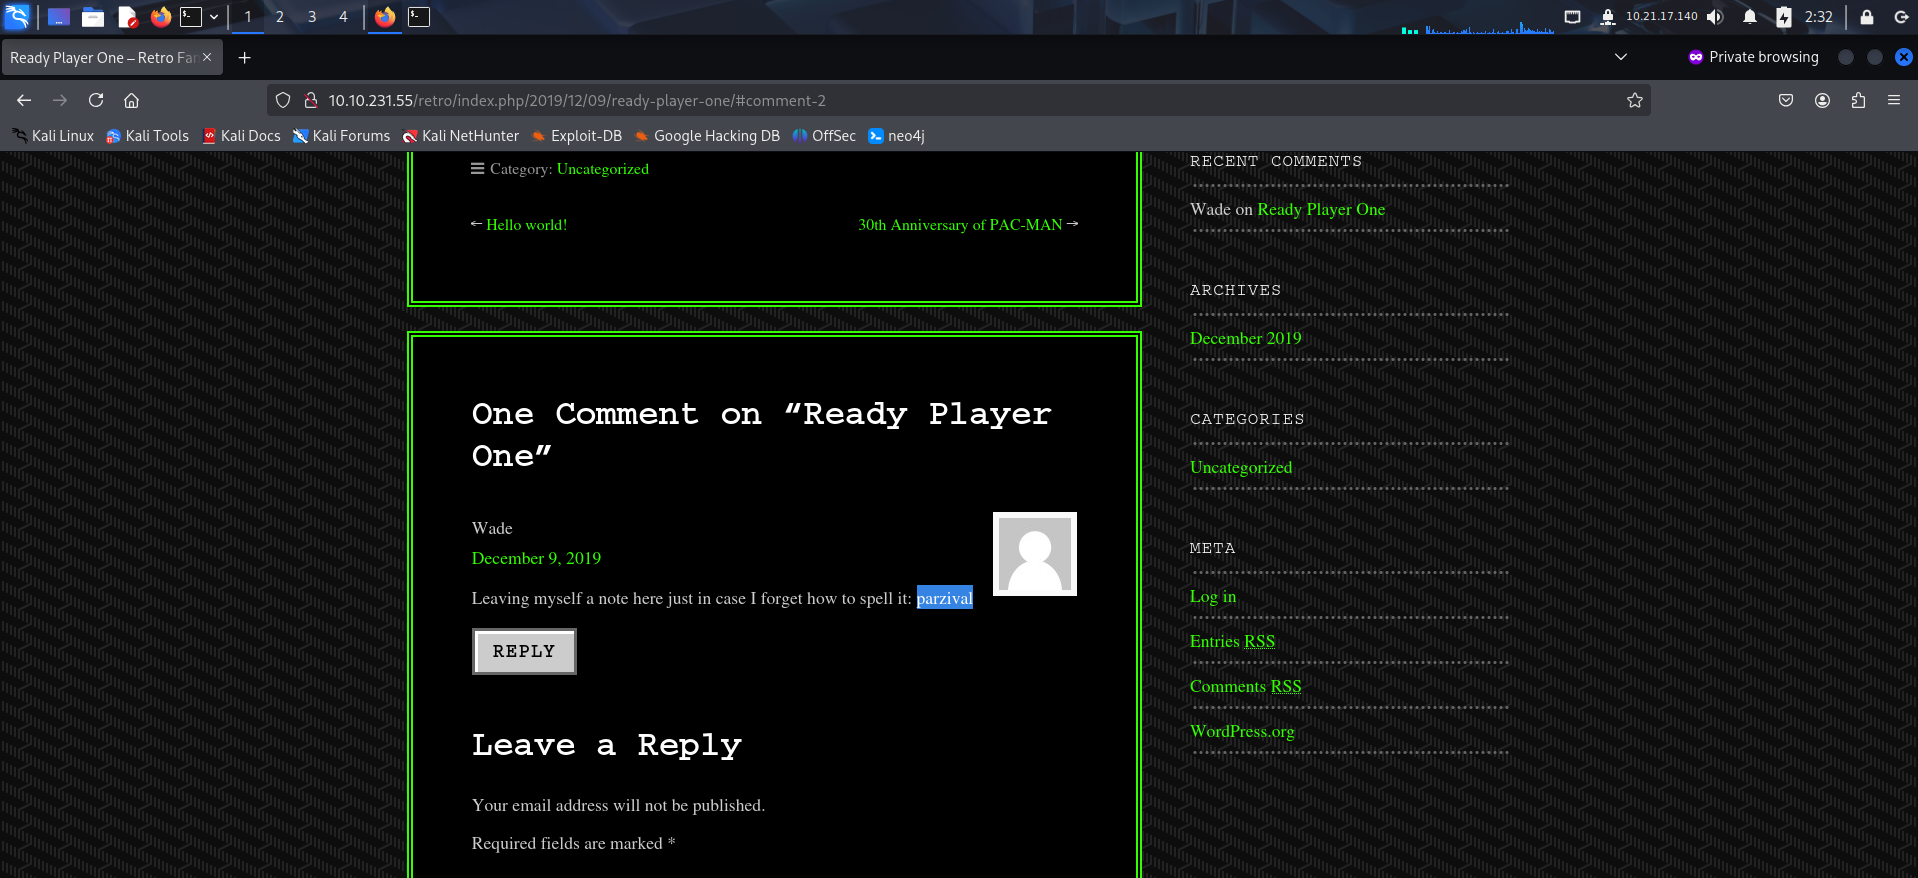 1 2 3 4 10.21.17.140 2:32
Ready Player One – Retro Fan Private browsing
10.10.231.55/retro/index.php/2019/12/09/ready-player-one/#comment-2
Kali Linux Kali Tools Kali Docs Kali Forums Kali NetHunter Exploit-DB Google Hacking DB OffSec neo4j
Category: Uncategorized
← Hello world! 30th Anniversary of PAC-MAN →
One Comment on “Ready Player
One”
Wade
December 9, 2019
Leaving myself a note here just in case I forget how to spell it: parzival
REPLY
Leave a Reply
Your email address will not be published.
Required fields are marked *
RECENT COMMENTS
Wade on Ready Player One
ARCHIVES
December 2019
CATEGORIES
Uncategorized
META
Log in
Entries RSS
Comments RSS
WordPress.org